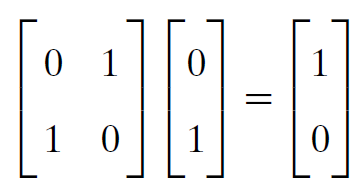 [0 1] [0] = [1]
[1 0] [1]   [0]